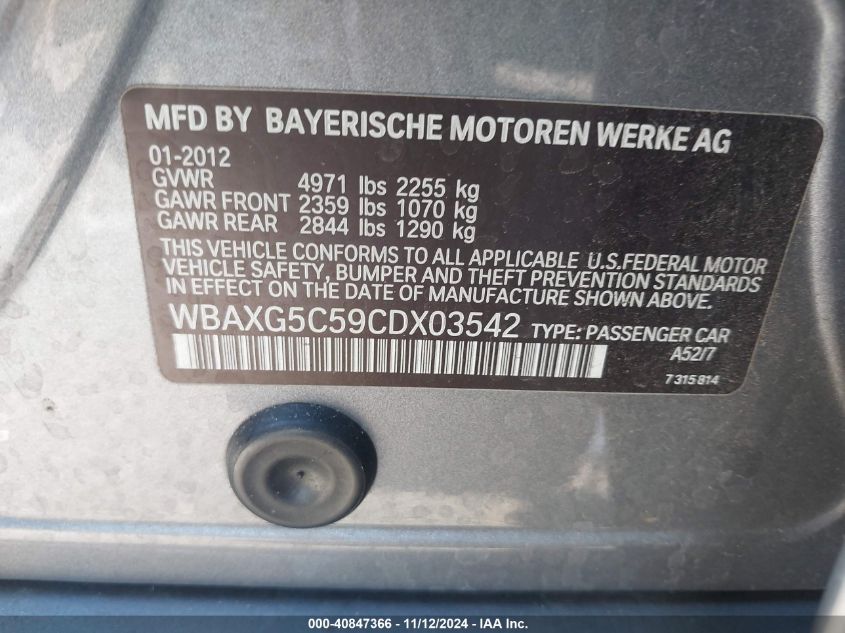 MFD BY BAYERISCHE MOTOREN WERKE AG
01-2012
GVWR 4971 lbs 2255 kg
GAWR FRONT 2359 lbs 1070 kg
GAWR REAR 2844 lbs 1290 kg
THIS VEHICLE CONFORMS TO ALL APPLICABLE U.S.FEDERAL MOTOR
VEHICLE SAFETY, BUMPER AND THEFT PREVENTION STANDARDS
IN EFFECT ON THE DATE OF MANUFACTURE SHOWN ABOVE.
WBAXG5C59CDX03542 TYPE: PASSENGER CAR
A52/7
7315814
000-40847366 - 11/12/2024 - IAA Inc.